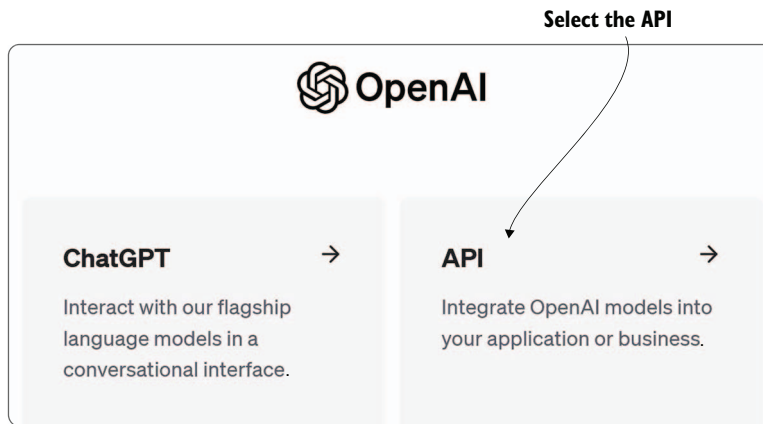 Select the API
OpenAI
ChatGPT →
Interact with our flagship
language models in a
conversational interface.
API →
Integrate OpenAI models into
your application or business.